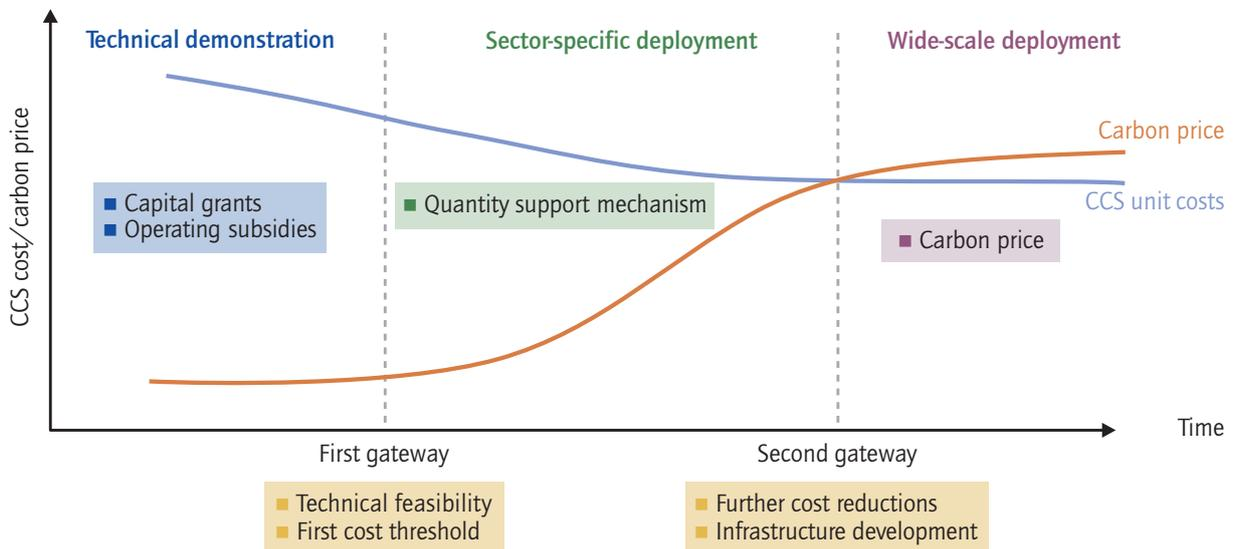 Technical demonstration
Sector-specific deployment
Wide-scale deployment
CCS cost/carbon price
Carbon price
CCS unit costs
■ Capital grants
■ Operating subsidies
■ Quantity support mechanism
■ Carbon price
Time
First gateway
Second gateway
■ Technical feasibility
■ First cost threshold
■ Further cost reductions
■ Infrastructure development